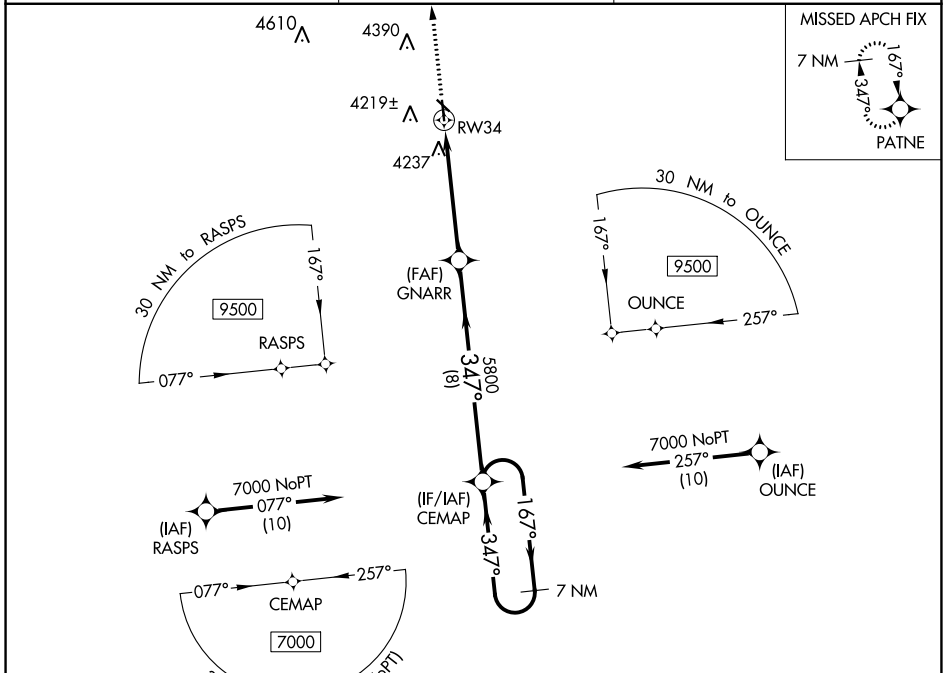 4610
4390
4219±
4237
RW34
MISSED APCH FIX
7 NM
167°
347°
PATNE
30 NM to RASPS
167°
9500
RASPS
077°
(FAF)
GNARR
30 NM to OUNCE
167°
9500
OUNCE
257°
5800
347°
(8)
7000 NoPT
077°
(10)
(IAF)
RASPS
(IF/IAF)
CEMAP
167°
347°
7 NM
7000 NoPT
257°
(10)
(IAF)
OUNCE
077°
257°
CEMAP
7000